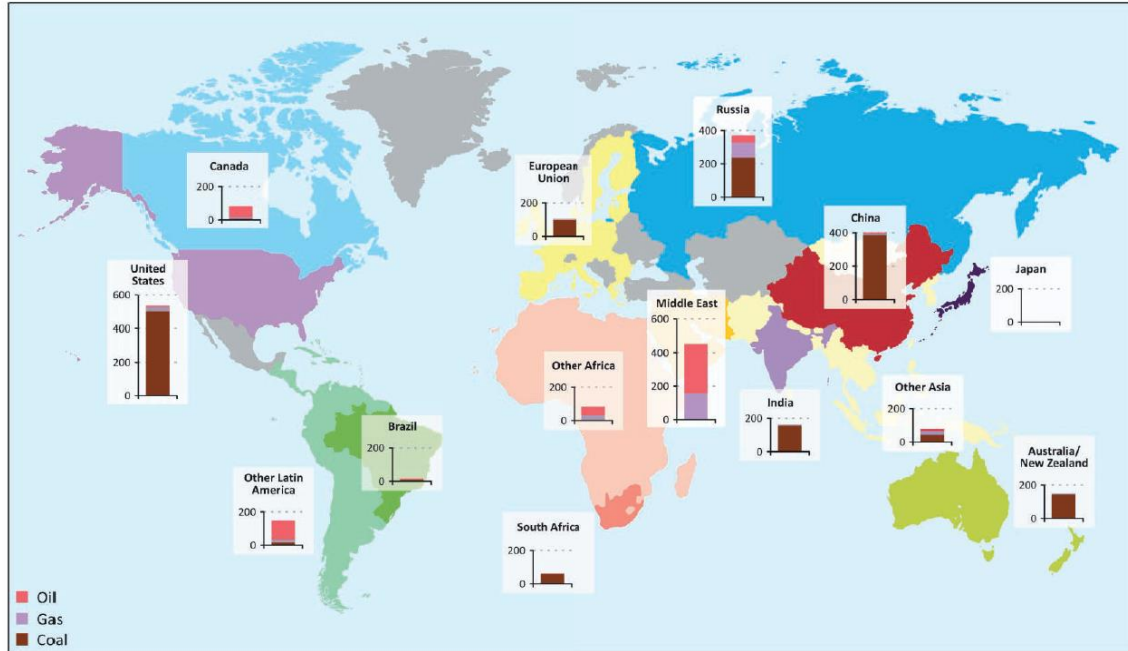 Canada
200
0
United
States
600
400
200
0
Other Latin
America
200
0
Brazil
200
0
European
Union
200
0
Russia
400
200
0
China
400
200
0
Japan
200
0
Middle East
600
400
200
0
Other Africa
200
0
India
200
0
Other Asia
200
0
Australia/
New Zealand
200
0
South Africa
200
0
Oil
Gas
Coal